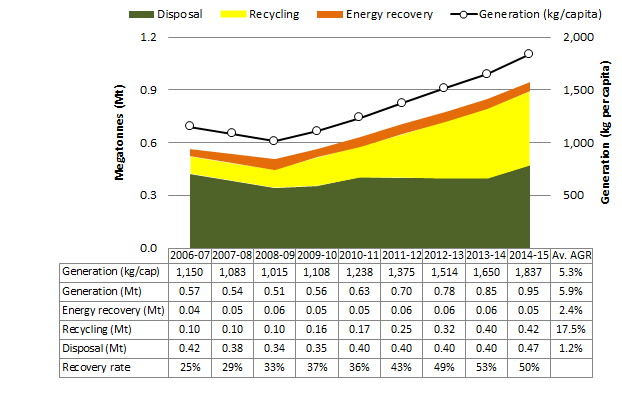 Disposal Recycling Energy recovery Generation (kg/capita)
1.2 2,000
0.9 1,500
0.6 1,000
0.3 500
0.0
Megatonnes (Mt)
Generation (kg per capita)
2006-07 2007-08 2008-09 2009-10 2010-11 2011-12 2012-13 2013-14 2014-15 Av. AGR
Generation (kg/cap) 1,150 1,083 1,015 1,108 1,238 1,375 1,514 1,650 1,837 5.3%
Generation (Mt) 0.57 0.54 0.51 0.56 0.63 0.70 0.78 0.85 0.95 5.9%
Energy recovery (Mt) 0.04 0.05 0.06 0.05 0.05 0.06 0.06 0.06 0.05 2.4%
Recycling (Mt) 0.10 0.10 0.10 0.16 0.17 0.25 0.32 0.40 0.42 17.5%
Disposal (Mt) 0.42 0.38 0.34 0.35 0.40 0.40 0.40 0.40 0.47 1.2%
Recovery rate 25% 29% 33% 37% 36% 43% 49% 53% 50%